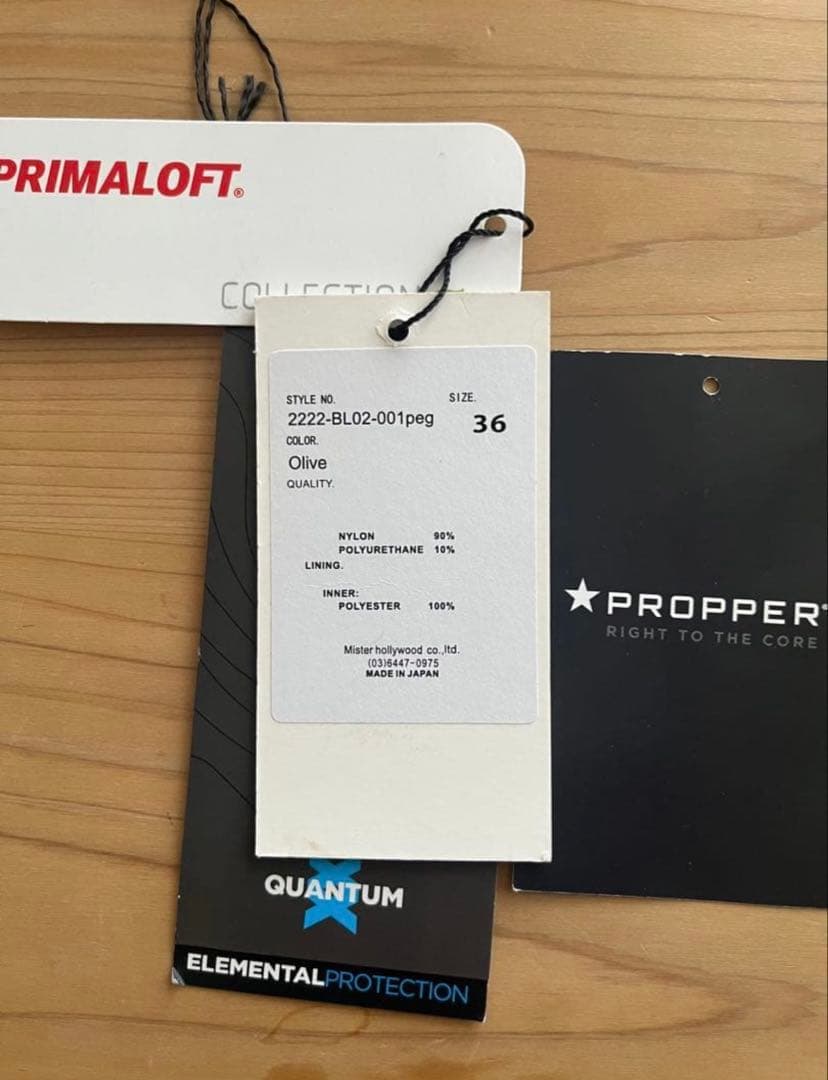 PRIMALOFT®
COLLECTION
STYLE NO. SIZE.
2222-BL02-001peg 36
COLOR.
Olive
QUALITY.
NYLON 90%
POLYURETHANE 10%
LINING.
INNER:
POLYESTER 100%
Mister hollywood co.,ltd.
(03)6447-0975
MADE IN JAPAN
PROPPER®
RIGHT TO THE CORE
QUANTUM
ELEMENTALPROTECTION